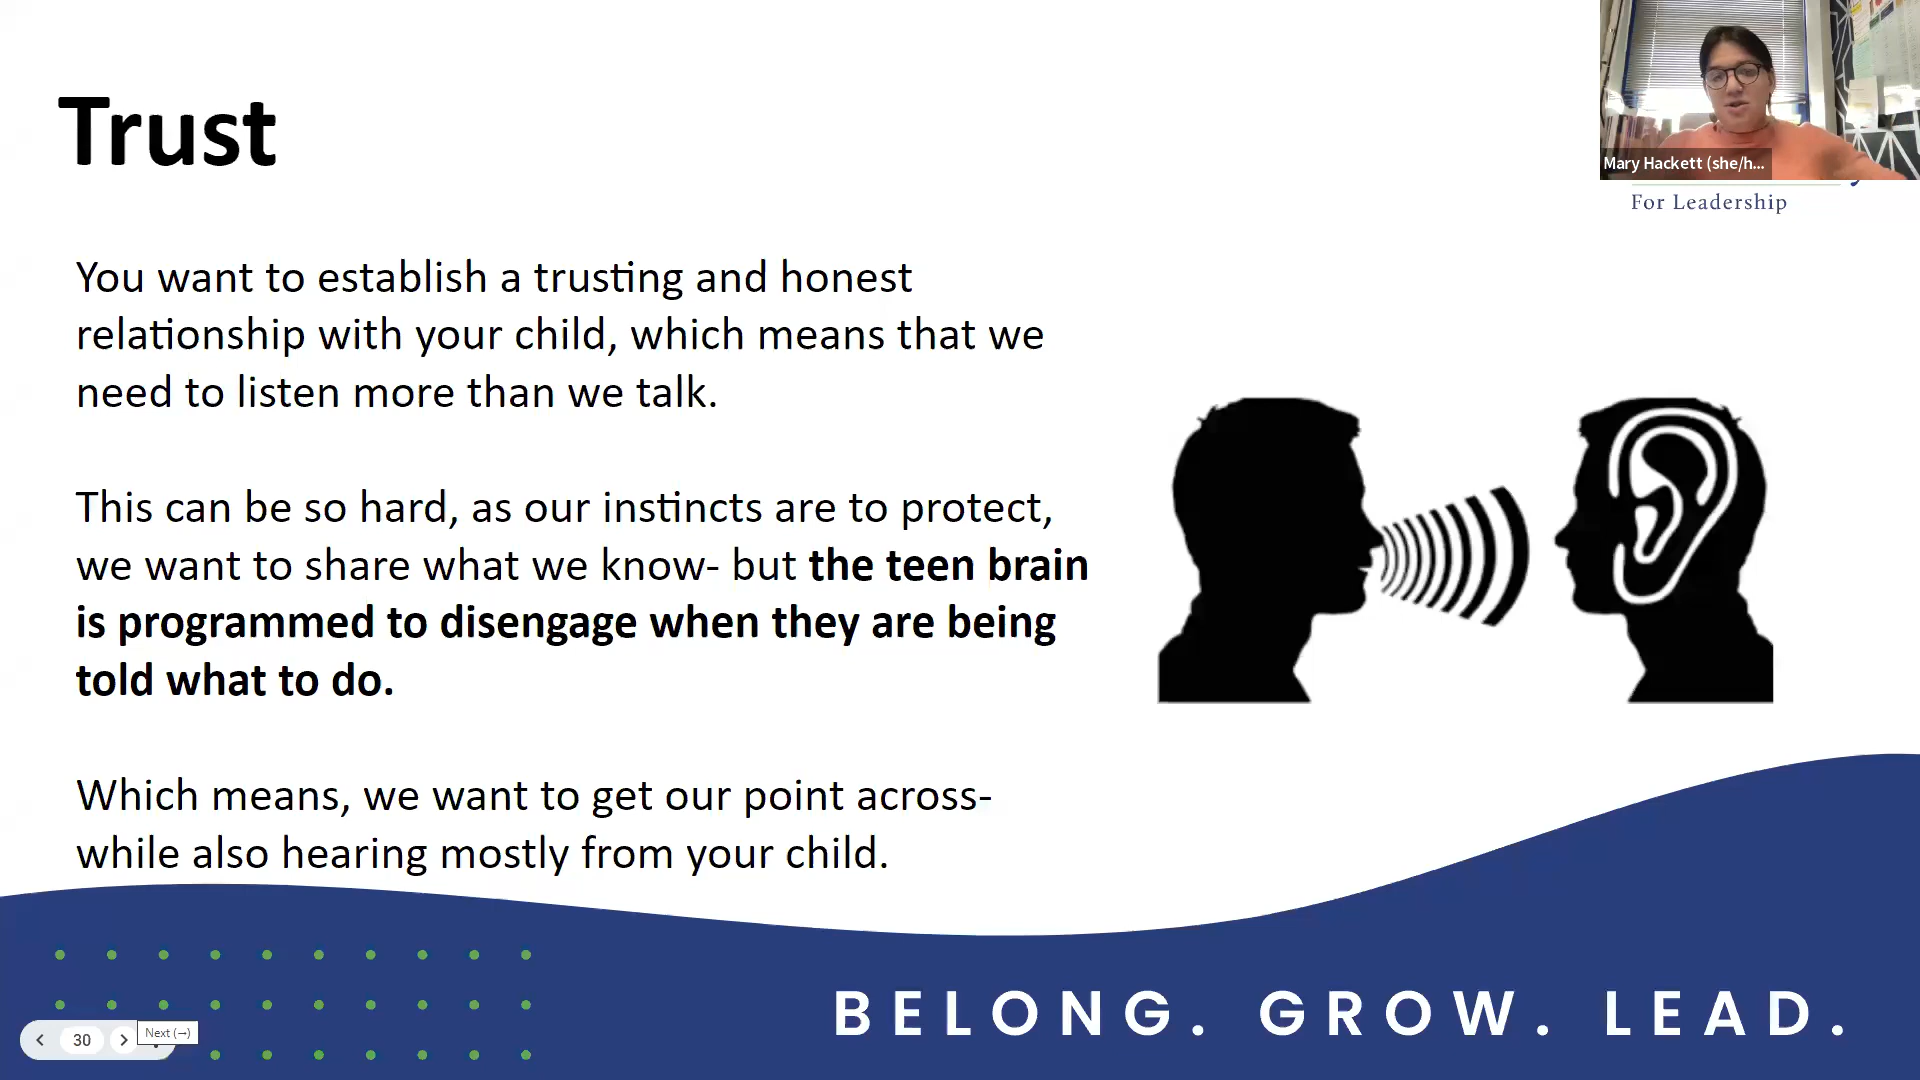 Trust
Mary Hackett (she/h...
For Leadership
You want to establish a trusting and honest
relationship with your child, which means that we
need to listen more than we talk.
This can be so hard, as our instincts are to protect,
we want to share what we know- but the teen brain
is programmed to disengage when they are being
told what to do.
Which means, we want to get our point across-
while also hearing mostly from your child.
BELONG. GROW. LEAD.
30
Next (→)